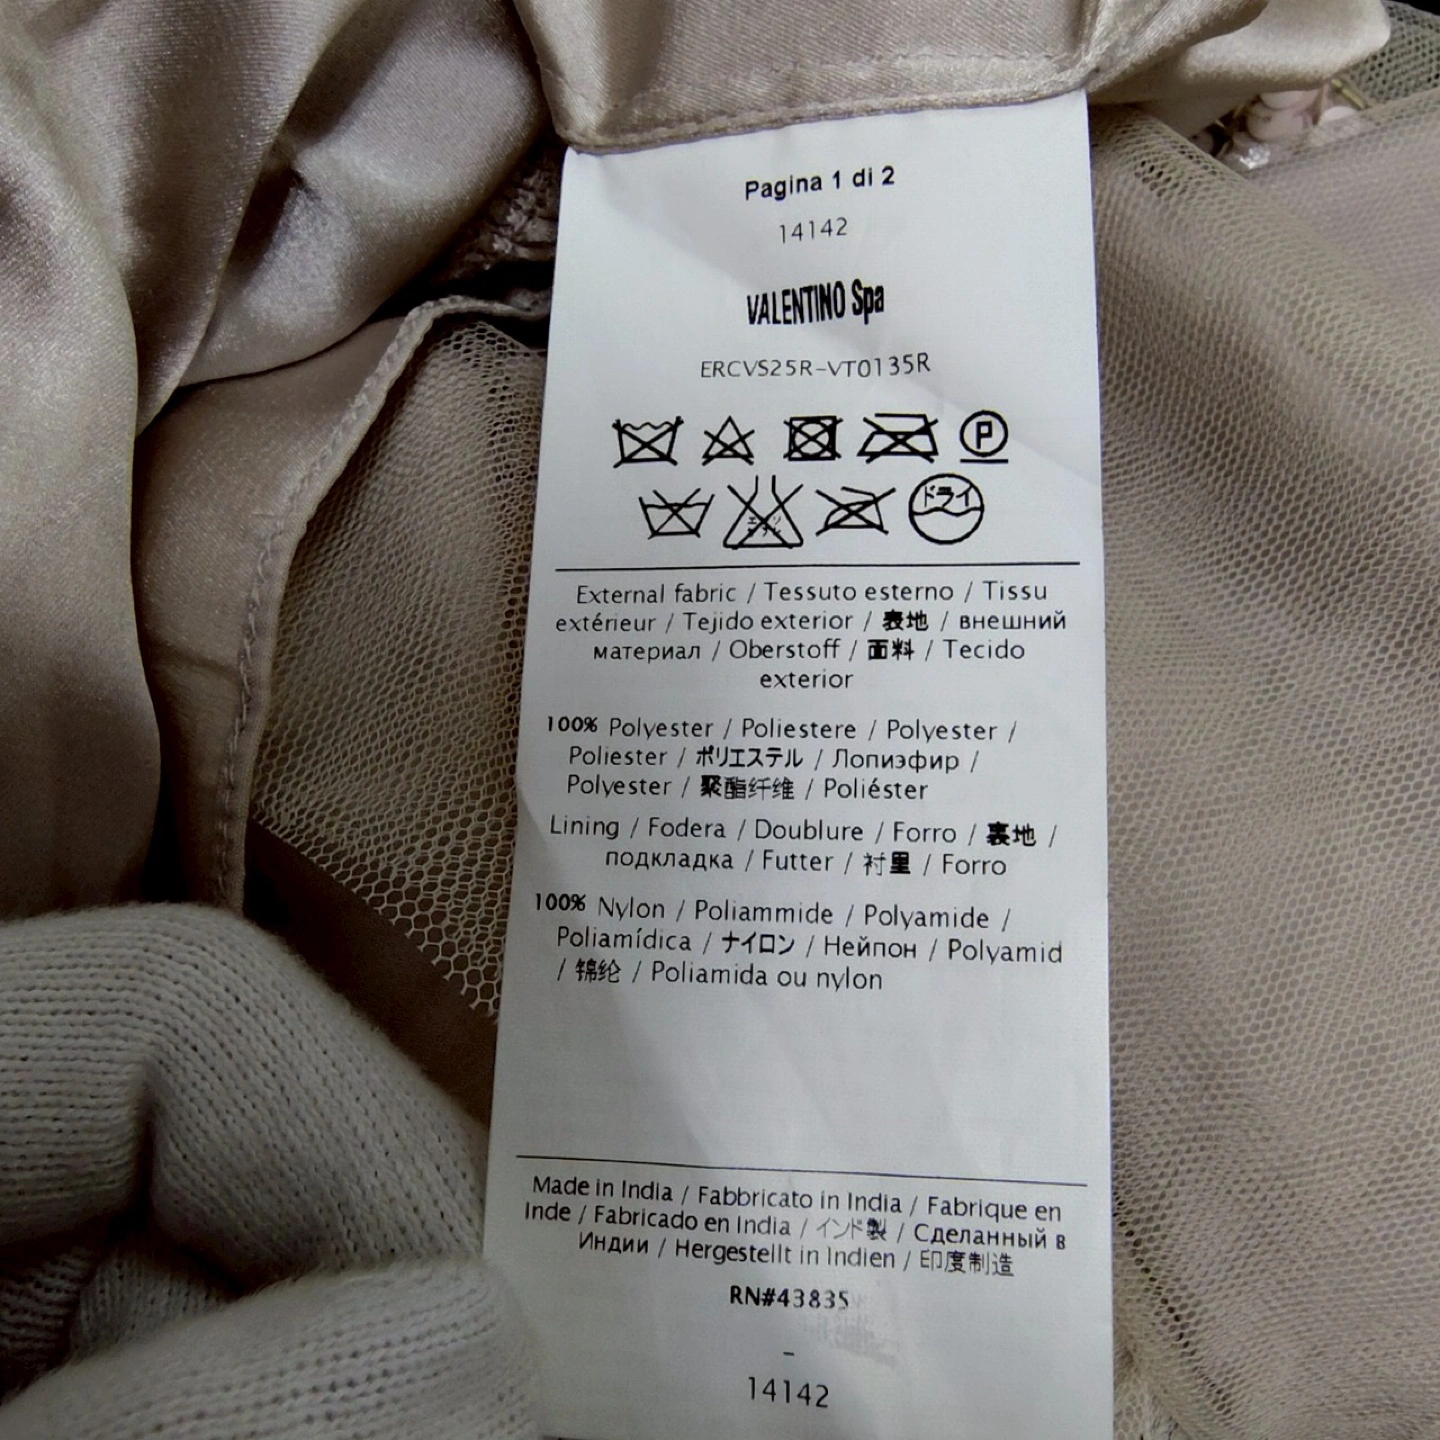 Pagina 1 di 2
14142
VALENTINO Spa
ERCVS25R-VT0135R
P
ドライ
External fabric / Tessuto esterno / Tissu
extérieur / Tejido exterior / 表地 / внешний
материал / Oberstoff / 面料 / Tecido
exterior
100% Polyester / Poliestere / Polyester /
Poliester / ポリエステル / Лопиэфир /
Polyester / 聚酯纤维 / Poliéster
Lining / Fodera / Doublure / Forro / 裏地 /
подкладка / Futter / 衬里 / Forro
100% Nylon / Poliammide / Polyamide /
Poliamídica / ナイロン / Нейпон / Polyamid
/ 锦纶 / Poliamida ou nylon
Made in India / Fabbricato in India / Fabrique en
Inde / Fabricado en India / インド製 / Сделанный в
Индии / Hergestellt in Indien / 印度制造
RN#43835
-
14142